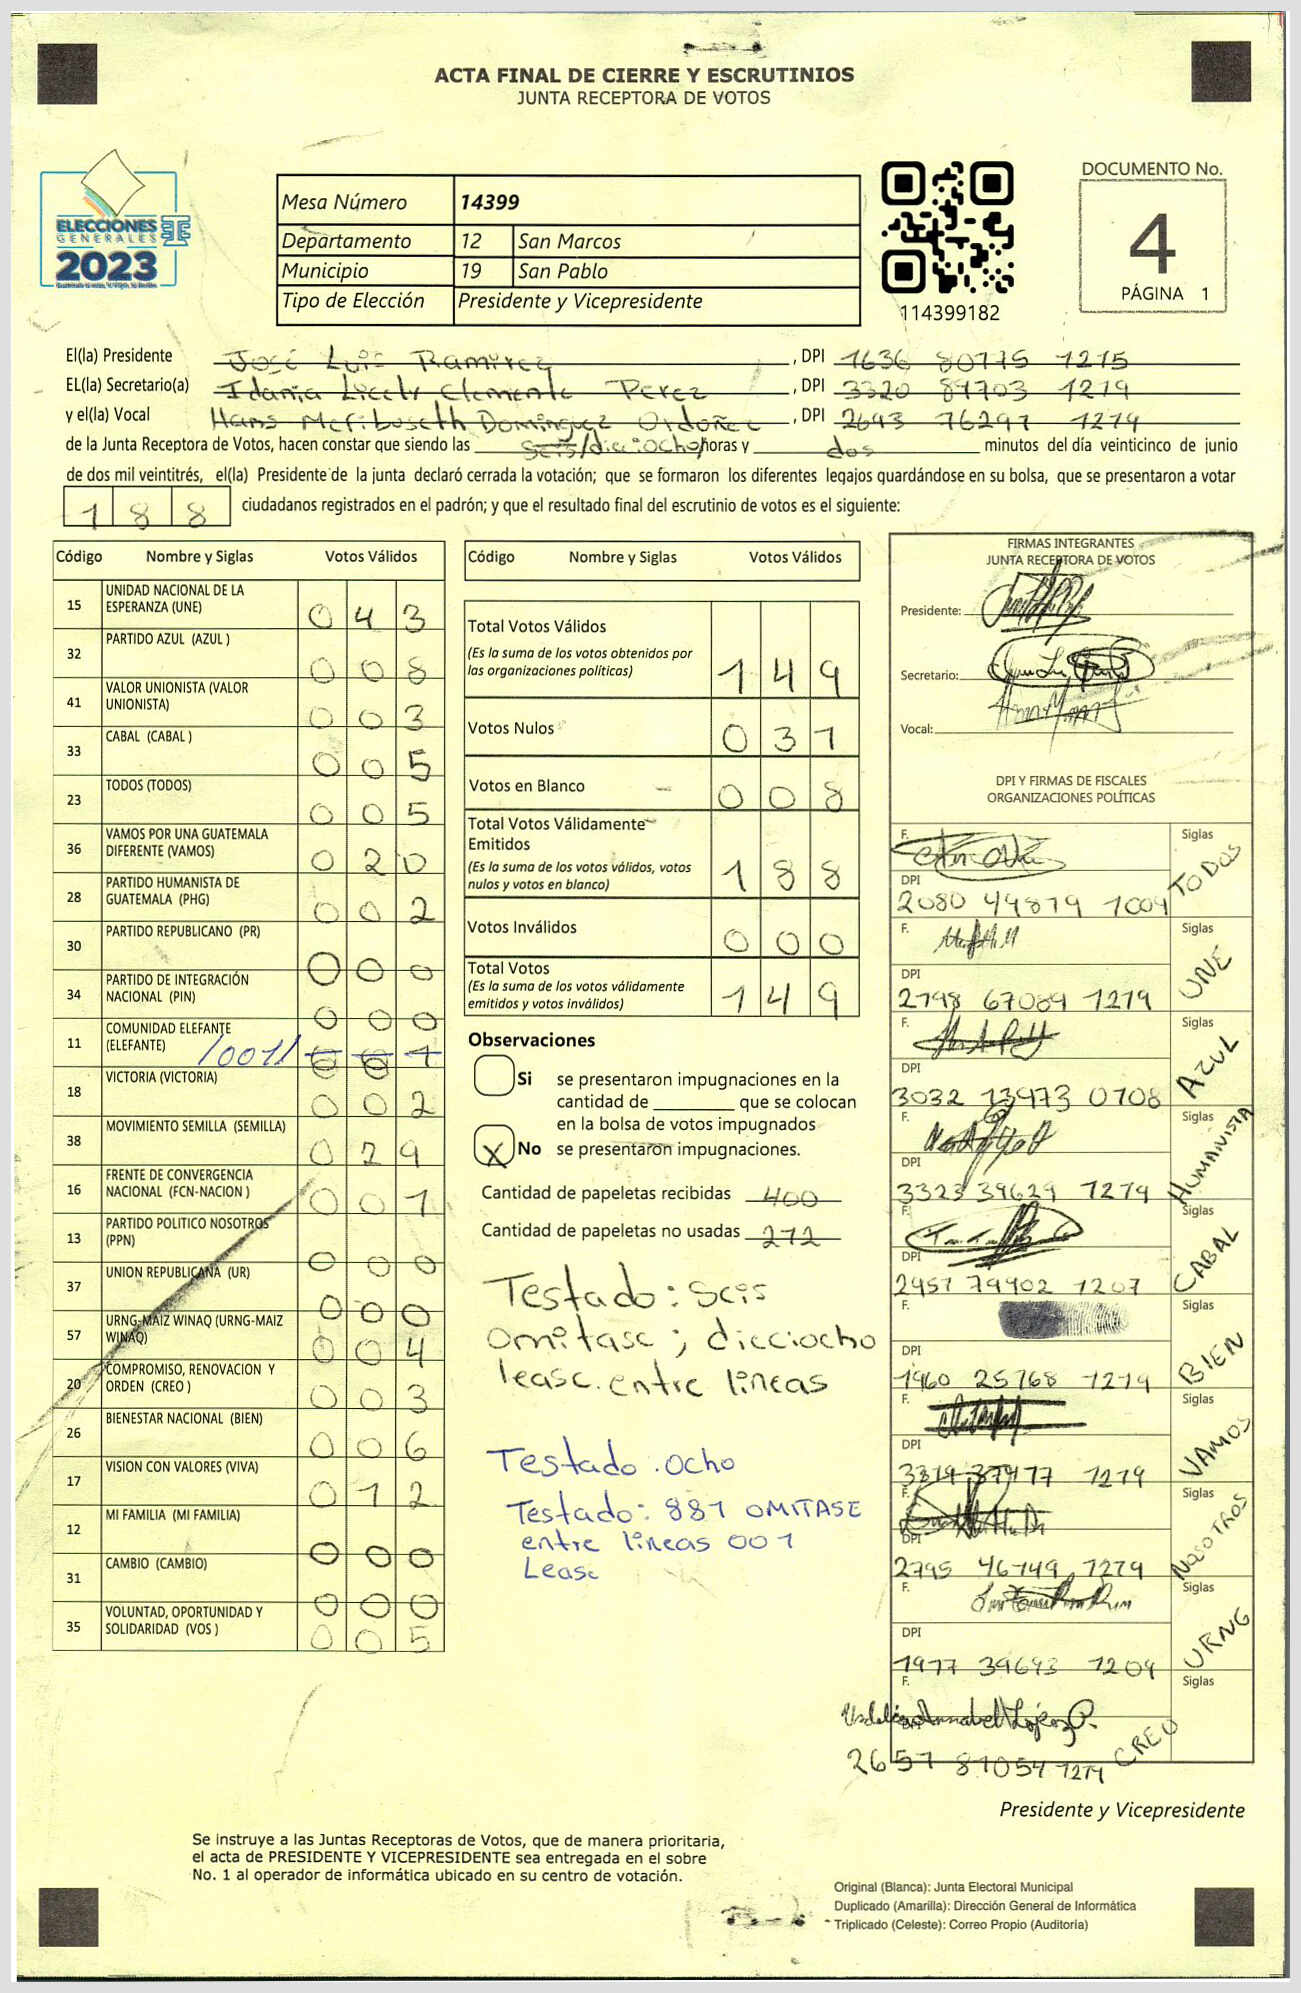 ACTA FINAL DE CIERRE Y ESCRUTINIOS
JUNTA RECEPTORA DE VOTOS
ELECCIONES
GENERALES
2023
Mesa Número 14399
Departamento 12 San Marcos
Municipio 19 San Pablo
Tipo de Elección Presidente y Vicepresidente
114399182
DOCUMENTO No.
4
PÁGINA 1
El(la) Presidente José Luis Ramirez, DPI 1636 80775 1215
EL(la) Secretario(a) Idania Licely Clemente Perez, DPI 3320 89703 1219
y el(la) Vocal Hans Mefiboseth Dominguez Ordoñez, DPI 2693 76297 1219
de la Junta Receptora de Votos, hacen constar que siendo las seis/dieciocho/ horas y dos minutos del día veinticinco de junio
de dos mil veintitrés, el(la) Presidente de la junta declaró cerrada la votación; que se formaron los diferentes legajos guardándose en su bolsa, que se presentaron a votar
188 ciudadanos registrados en el padrón; y que el resultado final del escrutinio de votos es el siguiente:
Código Nombre y Siglas Votos Válidos
15 UNIDAD NACIONAL DE LA ESPERANZA (UNE) 0 4 3
32 PARTIDO AZUL (AZUL ) 0 0 8
41 VALOR UNIONISTA (VALOR UNIONISTA) 0 0 3
33 CABAL (CABAL ) 0 0 5
23 TODOS (TODOS) 0 0 5
36 VAMOS POR UNA GUATEMALA DIFERENTE (VAMOS) 0 2 0
28 PARTIDO HUMANISTA DE GUATEMALA (PHG) 0 0 2
30 PARTIDO REPUBLICANO (PR) 0 0 0
34 PARTIDO DE INTEGRACIÓN NACIONAL (PIN) 0 0 0
11 COMUNIDAD ELEFANTE (ELEFANTE) /001/
18 VICTORIA (VICTORIA) 0 0 2
38 MOVIMIENTO SEMILLA (SEMILLA) 0 2 9
16 FRENTE DE CONVERGENCIA NACIONAL (FCN-NACION ) 0 0 1
13 PARTIDO POLITICO NOSOTROS (PPN) 0 0 0
37 UNION REPUBLICANA (UR) 0 0 0
57 URNG-MAIZ WINAQ (URNG-MAIZ WINAQ) 0 0 4
20 COMPROMISO, RENOVACION Y ORDEN (CREO ) 0 0 3
26 BIENESTAR NACIONAL (BIEN) 0 0 6
17 VISION CON VALORES (VIVA) 0 1 2
12 MI FAMILIA (MI FAMILIA) 0 0 0
31 CAMBIO (CAMBIO) 0 0 0
35 VOLUNTAD, OPORTUNIDAD Y SOLIDARIDAD (VOS ) 0 0 5
Código Nombre y Siglas Votos Válidos
Total Votos Válidos 1 4 9
(Es la suma de los votos obtenidos por
las organizaciones políticas)
Votos Nulos 0 3 1
Votos en Blanco 0 0 8
Total Votos Válidamente
Emitidos 1 8 8
(Es la suma de los votos válidos, votos
nulos y votos en blanco)
Votos Inválidos 0 0 0
Total Votos 1 4 9
(Es la suma de los votos válidamente
emitidos y votos inválidos)
Observaciones
Si se presentaron impugnaciones en la
cantidad de ________ que se colocan
en la bolsa de votos impugnados
X No se presentaron impugnaciones.
Cantidad de papeletas recibidas 400
Cantidad de papeletas no usadas 272
Testado: seis
omitase; dieciocho
lease. entre lineas
Testado. Ocho
Testado: 881 OMITASE
entre lineas 001
Lease
FIRMAS INTEGRANTES
JUNTA RECEPTORA DE VOTOS
Presidente:
Secretario:
Vocal:
DPI Y FIRMAS DE FISCALES
ORGANIZACIONES POLÍTICAS
F. Siglas TODOS
DPI
2080 49879 1009
F. Siglas UNE
DPI
2798 67089 1219
F. Siglas AZUL
DPI
3032 13973 0708
F. Siglas HUMANISTA
DPI
3323 39629 1219
F. Siglas CABAL
DPI
2957 79902 1207
F. Siglas BIEN
DPI
1960 25768 1219
F. Siglas VAMOS
DPI
3319 37977 1219
F. Siglas NOSOTROS
DPI
2795 46749 1219
F. Siglas URNG
DPI
1977 39693 1209
F. Siglas CREO
2657 81054 1219
Presidente y Vicepresidente
Se instruye a las Juntas Receptoras de Votos, que de manera prioritaria,
el acta de PRESIDENTE Y VICEPRESIDENTE sea entregada en el sobre
No. 1 al operador de informática ubicado en su centro de votación.
Original (Blanca): Junta Electoral Municipal
Duplicado (Amarilla): Dirección General de Informática
Triplicado (Celeste): Correo Propio (Auditoría)